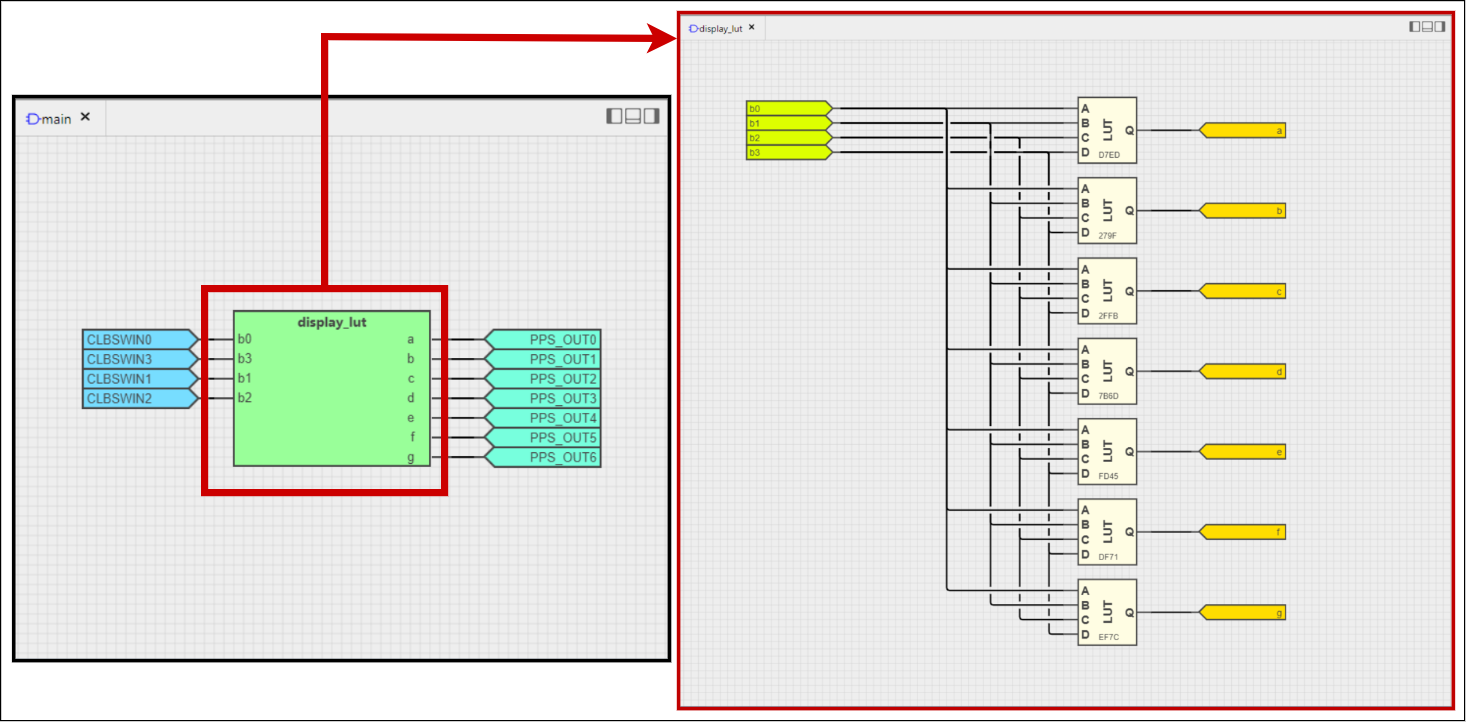 main ×
display_lut
CLBSWIN0 b0 a PPS_OUT0
CLBSWIN3 b3 b PPS_OUT1
CLBSWIN1 b1 c PPS_OUT2
CLBSWIN2 b2 d PPS_OUT3
e PPS_OUT4
f PPS_OUT5
g PPS_OUT6
display_lut ×
b0
b1
b2
b3
A
B
C
D
LUT
Q
D7ED
a
A
B
C
D
LUT
Q
279F
b
A
B
C
D
LUT
Q
2FFB
c
A
B
C
D
LUT
Q
7B6D
d
A
B
C
D
LUT
Q
FD45
e
A
B
C
D
LUT
Q
DF71
f
A
B
C
D
LUT
Q
EF7C
g